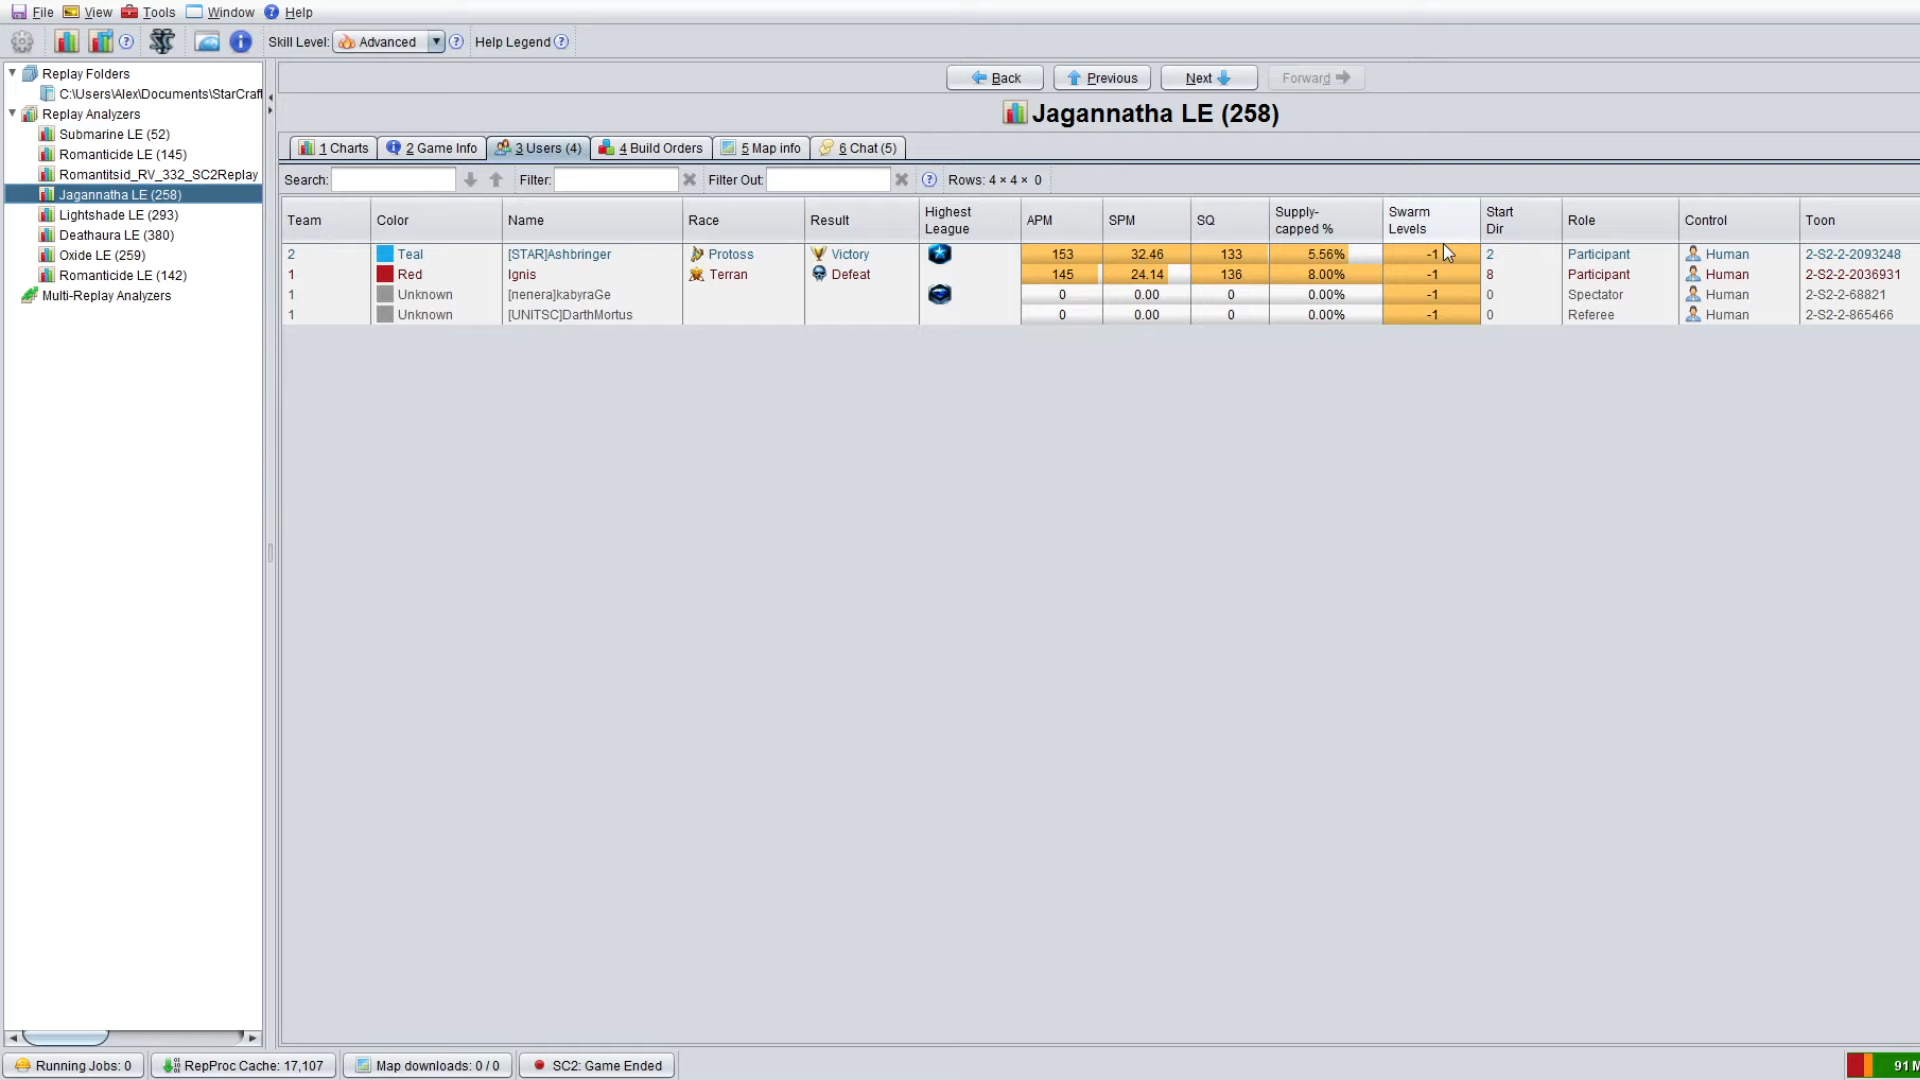 File View Tools Window Help
Skill Level: Advanced Help Legend
Replay Folders
C:\Users\Alex\Documents\StarCraft
Replay Analyzers
Submarine LE (52)
Romanticide LE (145)
Romantitsid_RV_332_SC2Replay
Jagannatha LE (258)
Lightshade LE (293)
Deathaura LE (380)
Oxide LE (259)
Romanticide LE (142)
Multi-Replay Analyzers
Back Previous Next Forward
Jagannatha LE (258)
1 Charts 2 Game Info 3 Users (4) 4 Build Orders 5 Map info 6 Chat (5)
Search: Filter: Filter Out: Rows: 4 × 4 × 0
Team Color Name Race Result Highest League APM SPM SQ Supply-capped % Swarm Levels Start Dir Role Control Toon
2 Teal [STAR]Ashbringer Protoss Victory 153 32.46 133 5.56% -1 2 Participant Human 2-S2-2-2093248
1 Red Ignis Terran Defeat 145 24.14 136 8.00% -1 8 Participant Human 2-S2-2-2036931
1 Unknown [nenera]kabyraGe 0 0.00 0 0.00% -1 0 Spectator Human 2-S2-2-68821
1 Unknown [UNITSC]DarthMortus 0 0.00 0 0.00% -1 0 Referee Human 2-S2-2-865466
Running Jobs: 0 RepProc Cache: 17,107 Map downloads: 0 / 0 SC2: Game Ended 91 M